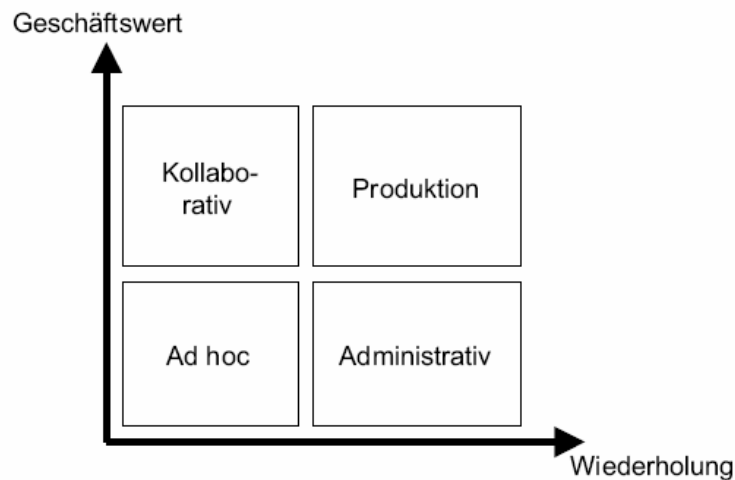 Geschäftswert
Kollabo-
rativ
Produktion
Ad hoc
Administrativ
Wiederholung